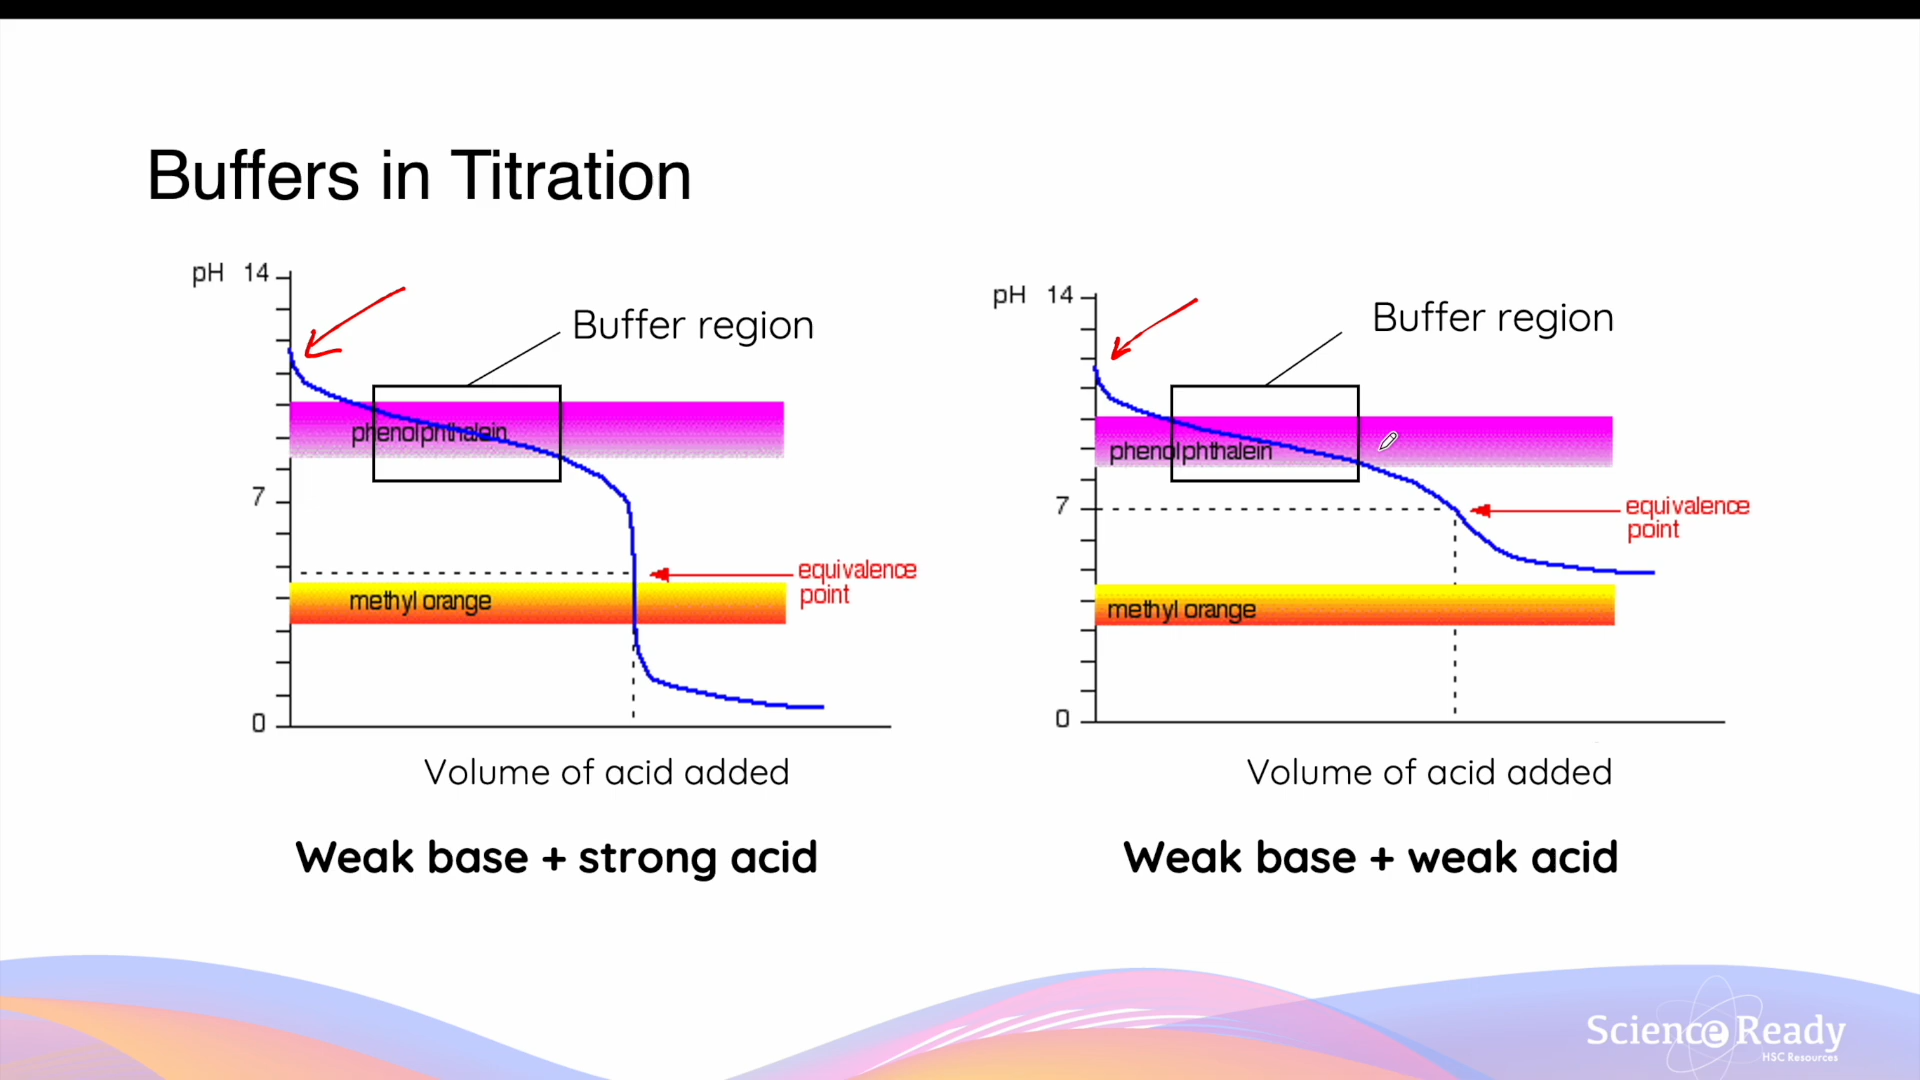 Buffers in Titration
pH 14
Buffer region
phenolphthalein
7
equivalence
point
methyl orange
0
Volume of acid added
Weak base + strong acid
pH 14
Buffer region
phenolphthalein
7
equivalence
point
methyl orange
0
Volume of acid added
Weak base + weak acid
Science Ready
HSC Resources